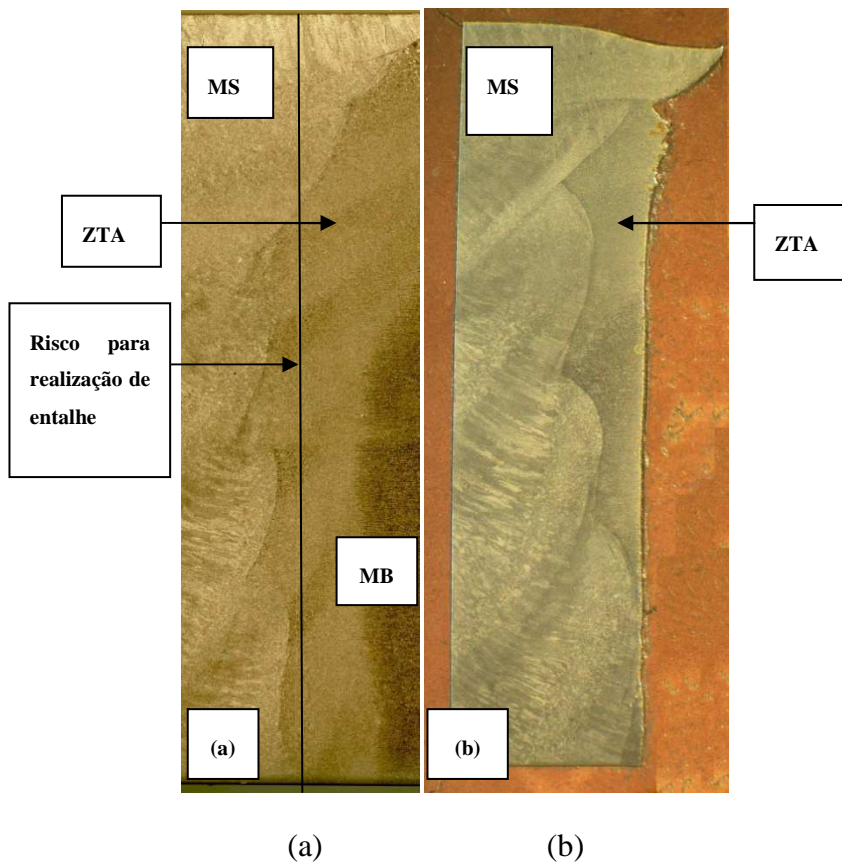 MS
MS
ZTA
ZTA
Risco para
realização de
entalhe
MB
(a)
(b)
(a)
(b)